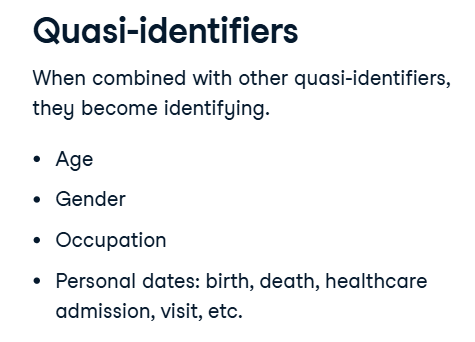 Quasi-identifiers
When combined with other quasi-identifiers,
they become identifying.
• Age
• Gender
• Occupation
• Personal dates: birth, death, healthcare
admission, visit, etc.